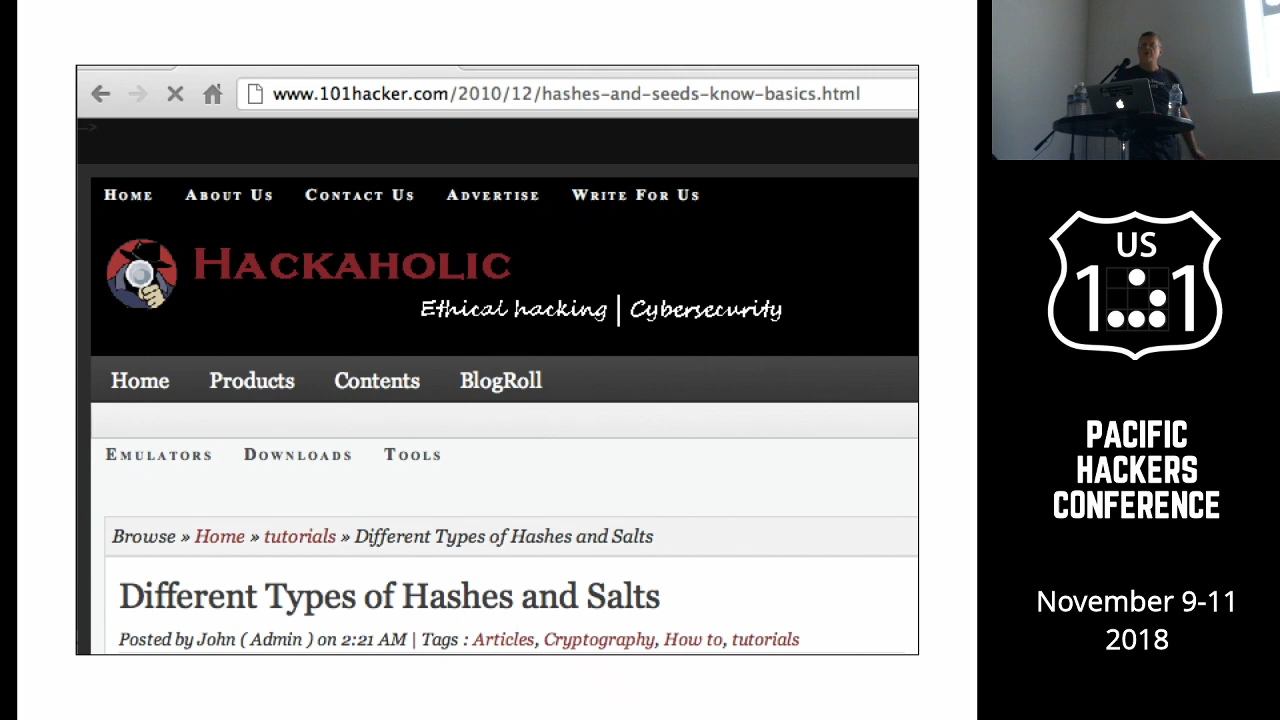 www.101hacker.com/2010/12/hashes-and-seeds-know-basics.html
-->
Home About Us Contact Us Advertise Write For Us
Hackaholic
Ethical hacking | Cybersecurity
Home Products Contents BlogRoll
Emulators Downloads Tools
Browse » Home » tutorials » Different Types of Hashes and Salts
Different Types of Hashes and Salts
Posted by John ( Admin ) on 2:21 AM | Tags : Articles, Cryptography, How to, tutorials
US
1 1
PACIFIC
HACKERS
CONFERENCE
November 9-11
2018